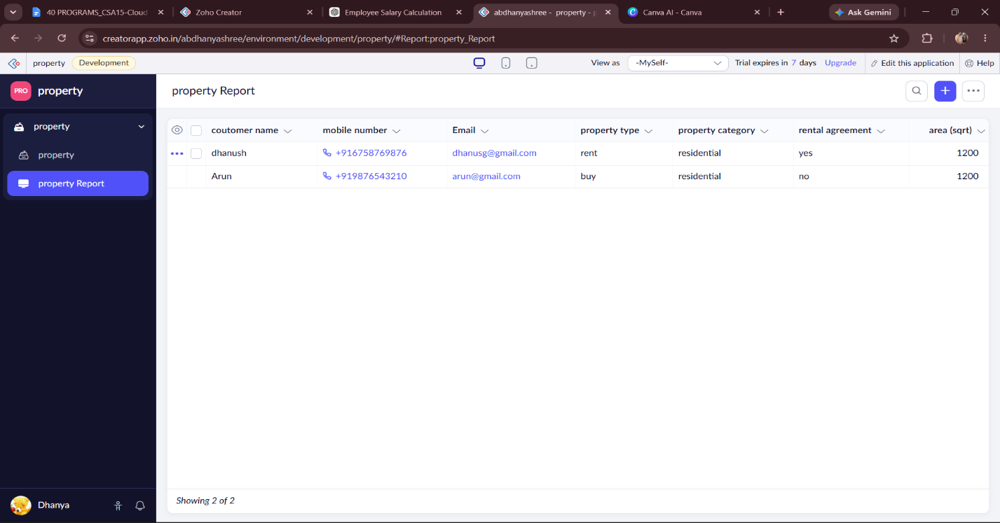 40 PROGRAMS_CSA15-Cloud
Zoho Creator
Employee Salary Calculation
abdhanyashree - property - p
Canva AI - Canva
Ask Gemini
creatorapp.zoho.in/abdhanyashree/environment/development/property/#Report:property_Report
property Development View as -MySelf- Trial expires in 7 days Upgrade Edit this application Help
PRO property
property Report
property
property
property Report
coutomer name mobile number Email property type property category rental agreement area (sqrt)
dhanush +916758769876 dhanusg@gmail.com rent residential yes 1200
Arun +919876543210 arun@gmail.com buy residential no 1200
Showing 2 of 2
Dhanya